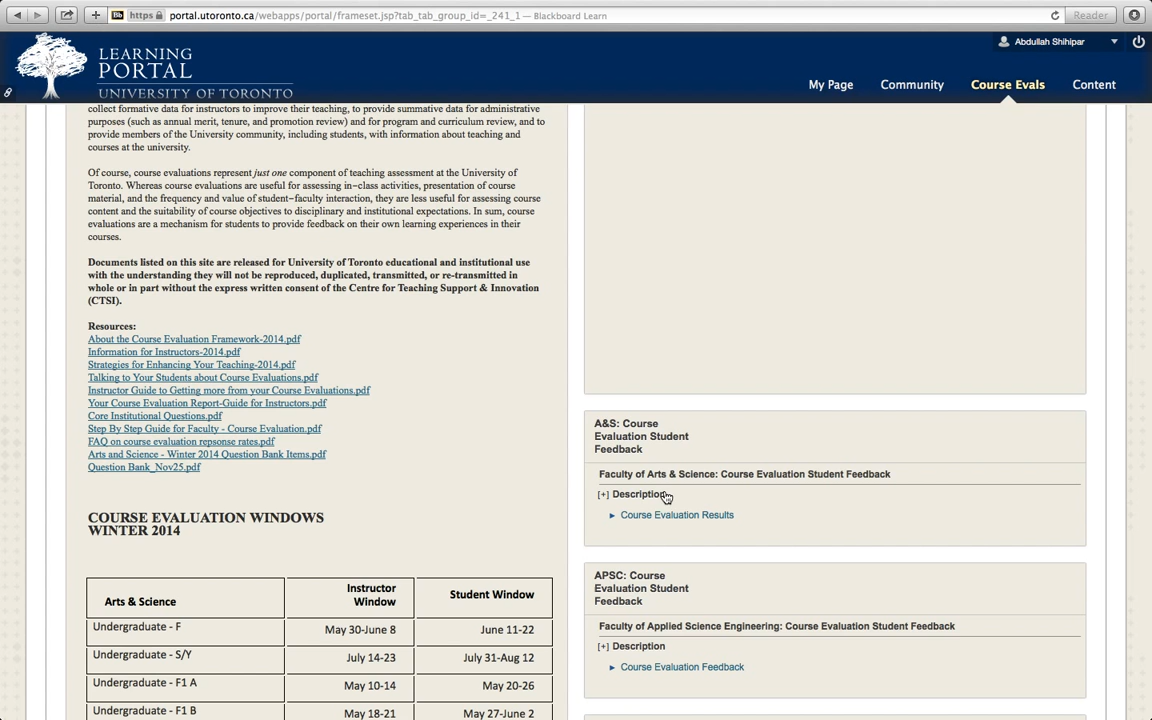 https portal.utoronto.ca/webapps/portal/frameset.jsp?tab_tab_group_id=_241_1 — Blackboard Learn
Reader
Bb
LEARNING
PORTAL
UNIVERSITY OF TORONTO
Abdullah Shihipar
My Page Community Course Evals Content
collect formative data for instructors to improve their teaching, to provide summative data for administrative
purposes (such as annual merit, tenure, and promotion review) and for program and curriculum review, and to
provide members of the University community, including students, with information about teaching and
courses at the university.
Of course, course evaluations represent just one component of teaching assessment at the University of
Toronto. Whereas course evaluations are useful for assessing in-class activities, presentation of course
material, and the frequency and value of student-faculty interaction, they are less useful for assessing course
content and the suitability of course objectives to disciplinary and institutional expectations. In sum, course
evaluations are a mechanism for students to provide feedback on their own learning experiences in their
courses.
Documents listed on this site are released for University of Toronto educational and institutional use
with the understanding they will not be reproduced, duplicated, transmitted, or re-transmitted in
whole or in part without the express written consent of the Centre for Teaching Support & Innovation
(CTSI).
Resources:
About the Course Evaluation Framework-2014.pdf
Information for Instructors-2014.pdf
Strategies for Enhancing Your Teaching-2014.pdf
Talking to Your Students about Course Evaluations.pdf
Instructor Guide to Getting more from your Course Evaluations.pdf
Your Course Evaluation Report-Guide for Instructors.pdf
Core Institutional Questions.pdf
Step By Step Guide for Faculty - Course Evaluation.pdf
FAQ on course evaluation repsonse rates.pdf
Arts and Science - Winter 2014 Question Bank Items.pdf
Question Bank_Nov25.pdf
COURSE EVALUATION WINDOWS
WINTER 2014
Arts & Science Instructor Window Student Window
Undergraduate - F May 30-June 8 June 11-22
Undergraduate - S/Y July 14-23 July 31-Aug 12
Undergraduate - F1 A May 10-14 May 20-26
Undergraduate - F1 B May 18-21 May 27-June 2
A&S: Course
Evaluation Student
Feedback
Faculty of Arts & Science: Course Evaluation Student Feedback
[+] Description
Course Evaluation Results
APSC: Course
Evaluation Student
Feedback
Faculty of Applied Science Engineering: Course Evaluation Student Feedback
[+] Description
Course Evaluation Feedback